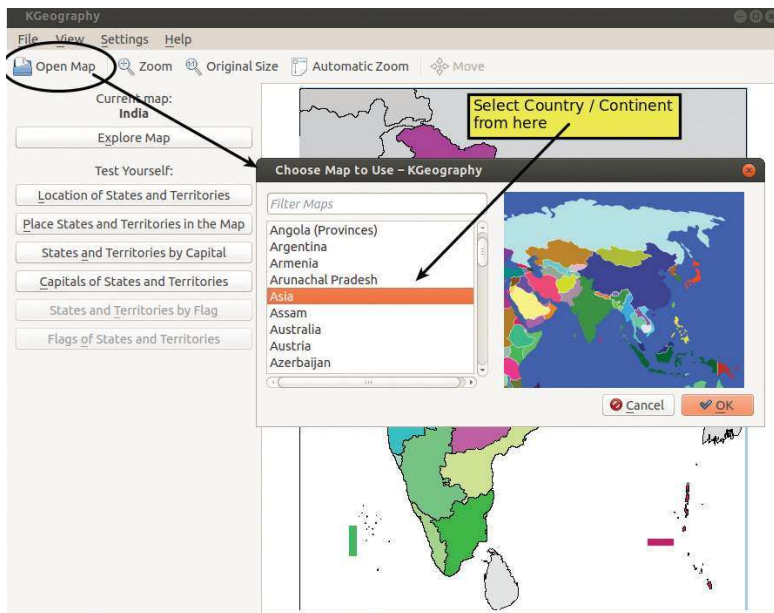 KGeography
File View Settings Help
Open Map Zoom Original Size Automatic Zoom Move
Current map:
India
Explore Map
Test Yourself:
Location of States and Territories
Place States and Territories in the Map
States and Territories by Capital
Capitals of States and Territories
States and Territories by Flag
Flags of States and Territories
Select Country / Continent
from here
Choose Map to Use – KGeography
Filter Maps
Angola (Provinces)
Argentina
Armenia
Arunachal Pradesh
Asia
Assam
Australia
Austria
Azerbaijan
Cancel OK